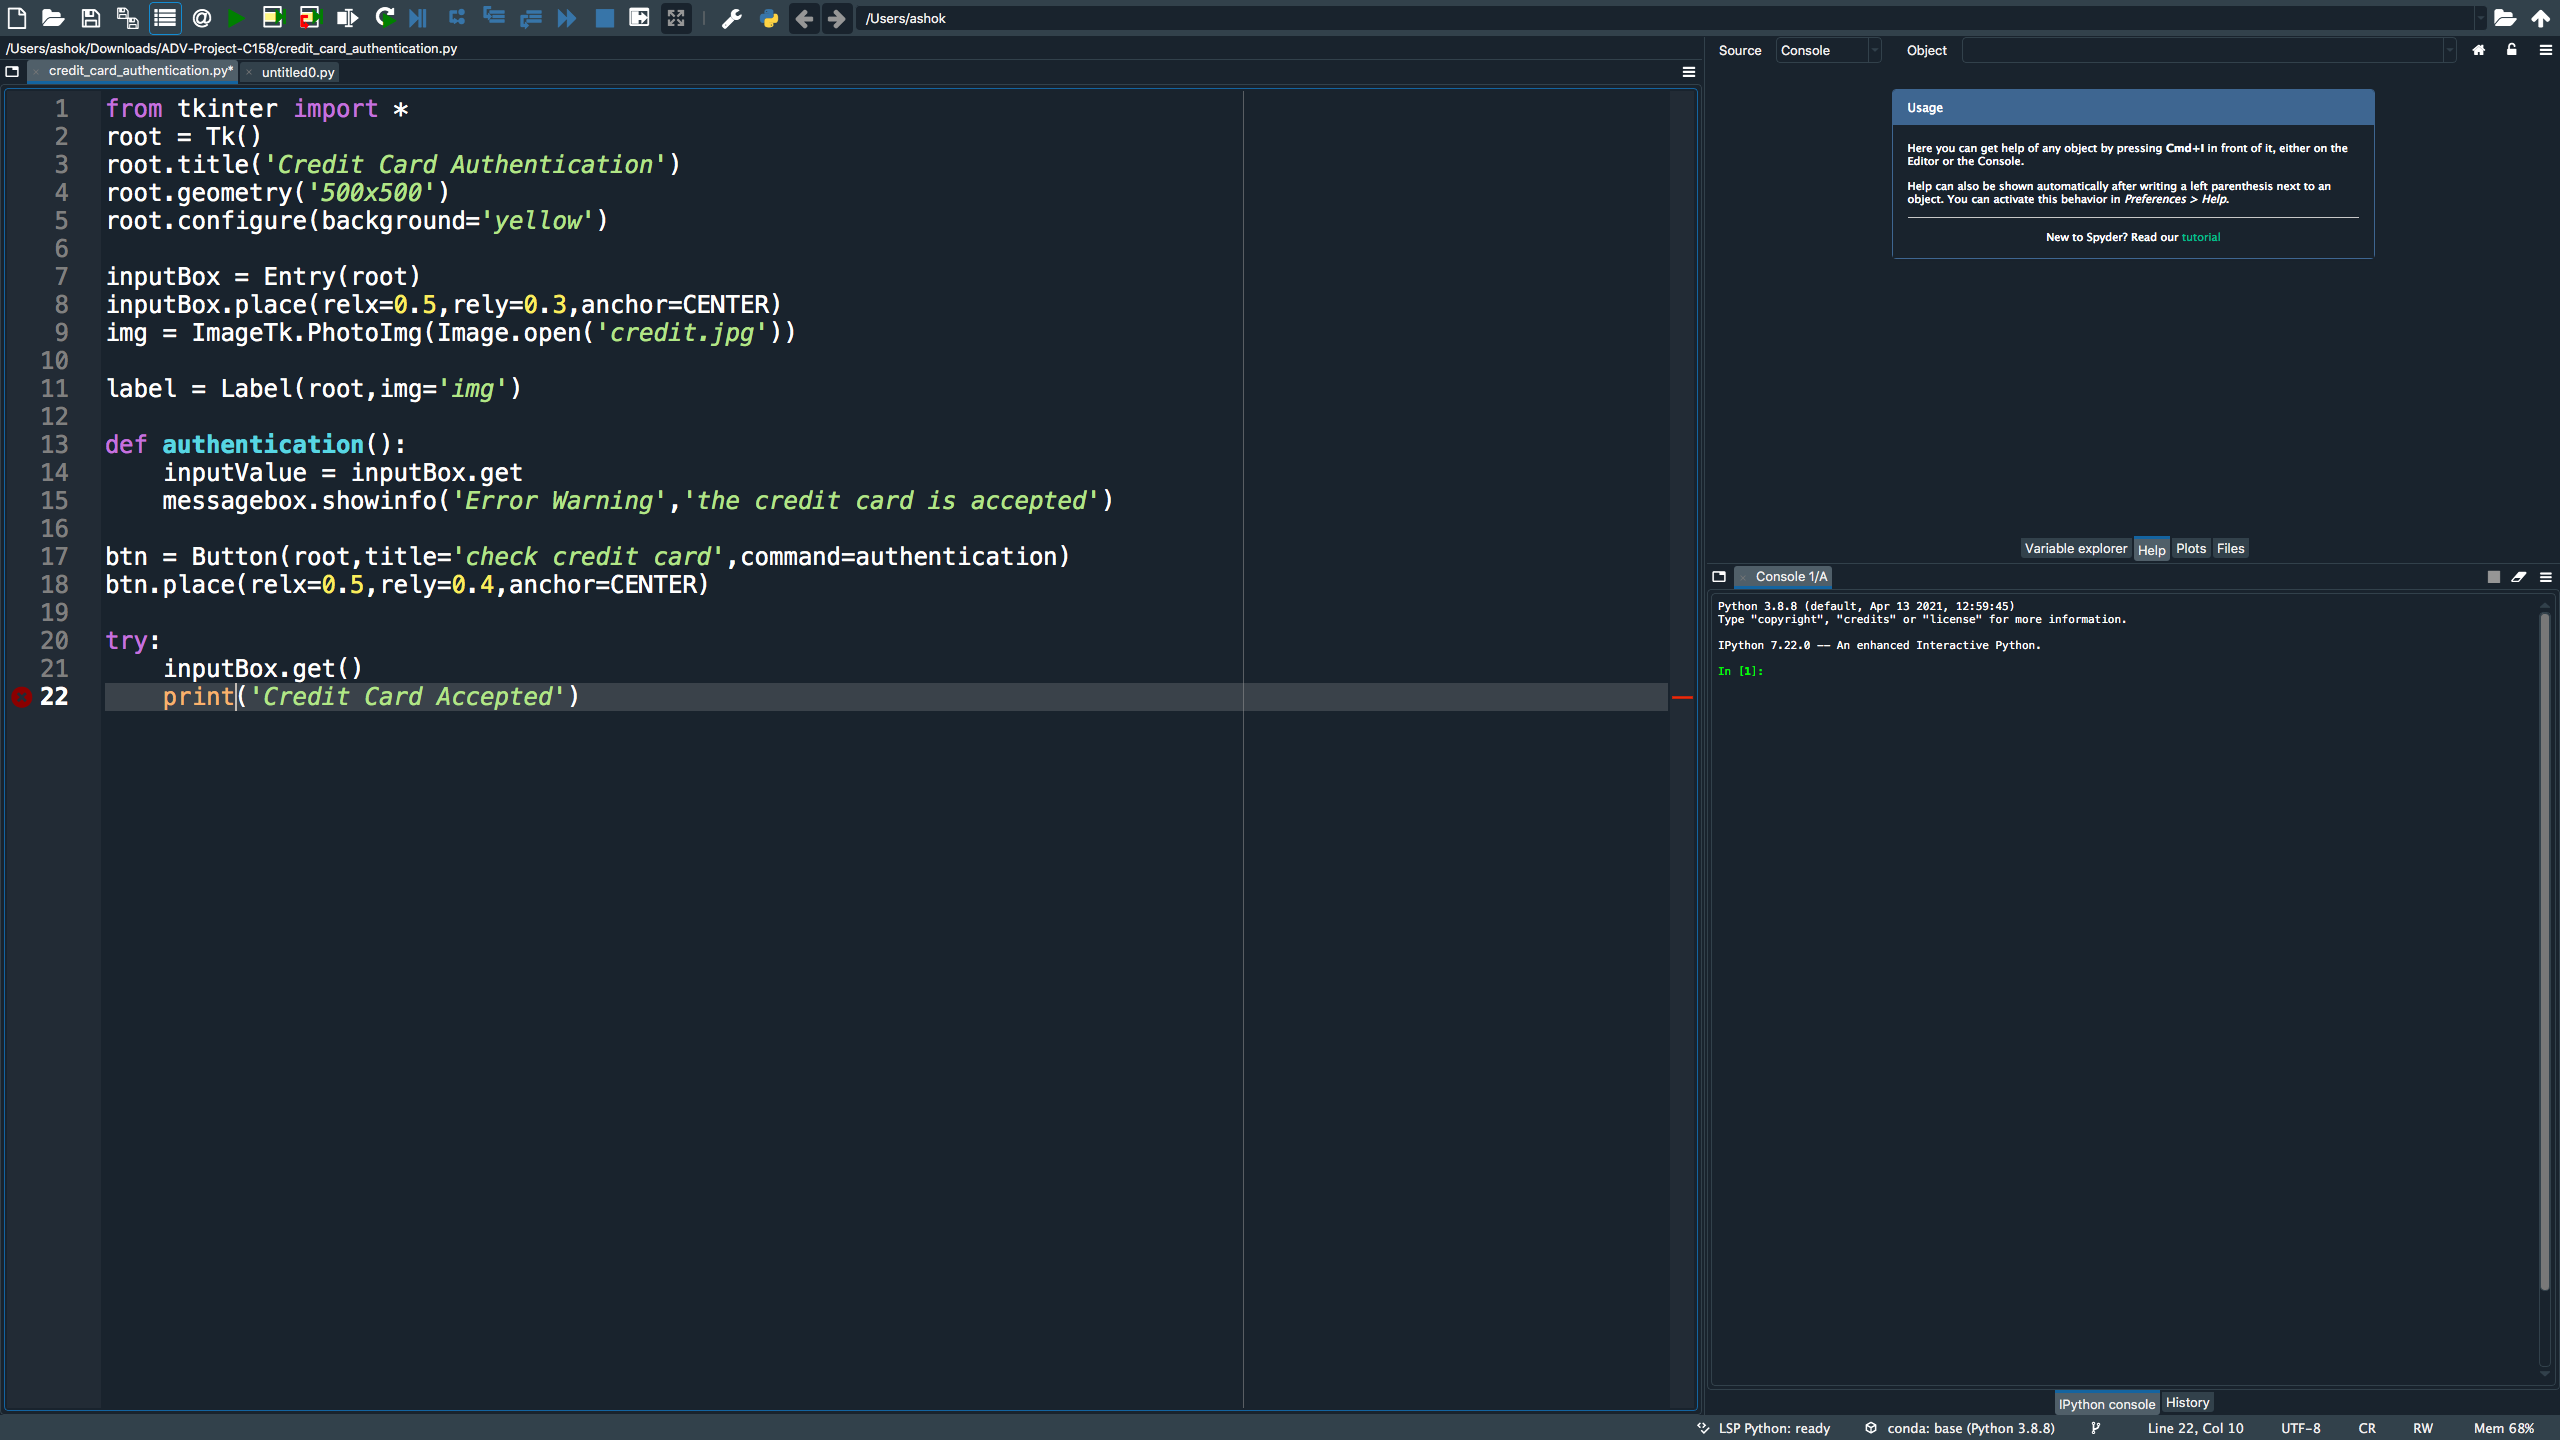 /Users/ashok
/Users/ashok/Downloads/ADV-Project-C158/credit_card_authentication.py
credit_card_authentication.py*
untitled0.py
1 from tkinter import *
2 root = Tk()
3 root.title('Credit Card Authentication')
4 root.geometry('500x500')
5 root.configure(background='yellow')
6
7 inputBox = Entry(root)
8 inputBox.place(relx=0.5,rely=0.3,anchor=CENTER)
9 img = ImageTk.PhotoImg(Image.open('credit.jpg'))
10
11 label = Label(root,img='img')
12
13 def authentication():
14     inputValue = inputBox.get
15     messagebox.showinfo('Error Warning','the credit card is accepted')
16
17 btn = Button(root,title='check credit card',command=authentication)
18 btn.place(relx=0.5,rely=0.4,anchor=CENTER)
19
20 try:
21     inputBox.get()
22     print('Credit Card Accepted')
Source Console Object
Usage
Here you can get help of any object by pressing Cmd+I in front of it, either on the
Editor or the Console.
Help can also be shown automatically after writing a left parenthesis next to an
object. You can activate this behavior in Preferences > Help.
New to Spyder? Read our tutorial
Variable explorer Help Plots Files
Console 1/A
Python 3.8.8 (default, Apr 13 2021, 12:59:45)
Type "copyright", "credits" or "license" for more information.
IPython 7.22.0 -- An enhanced Interactive Python.
In [1]:
IPython console History
LSP Python: ready conda: base (Python 3.8.8) Line 22, Col 10 UTF-8 CR RW Mem 68%